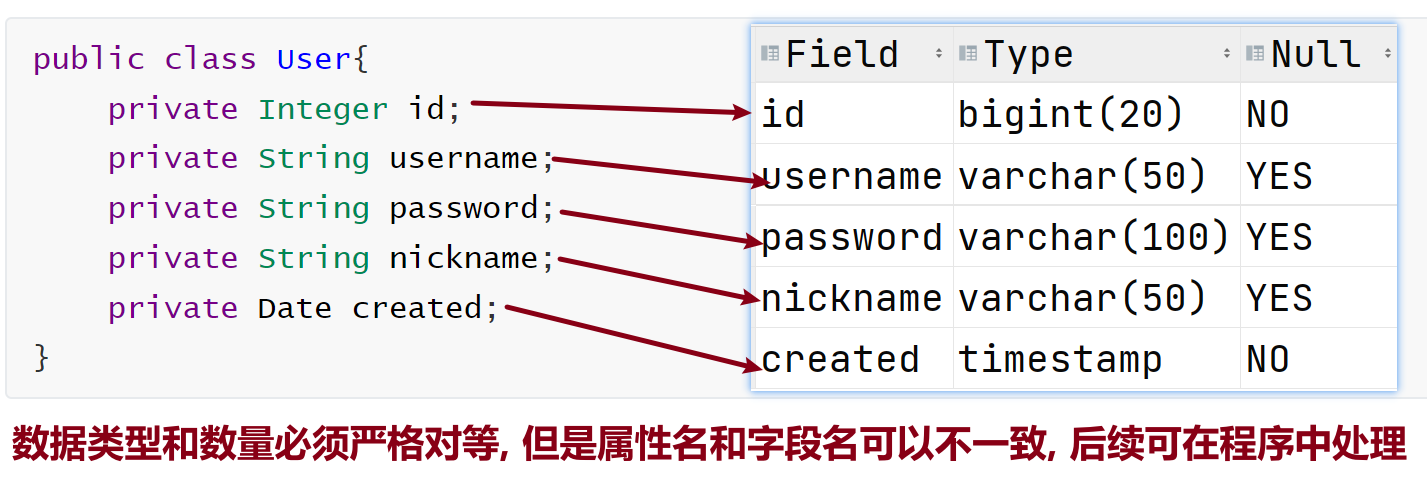 public class User{
private Integer id;
private String username;
private String password;
private String nickname;
private Date created;
}
Field Type Null
id bigint(20) NO
username varchar(50) YES
password varchar(100) YES
nickname varchar(50) YES
created timestamp NO
数据类型和数量必须严格对等, 但是属性名和字段名可以不一致, 后续可在程序中处理